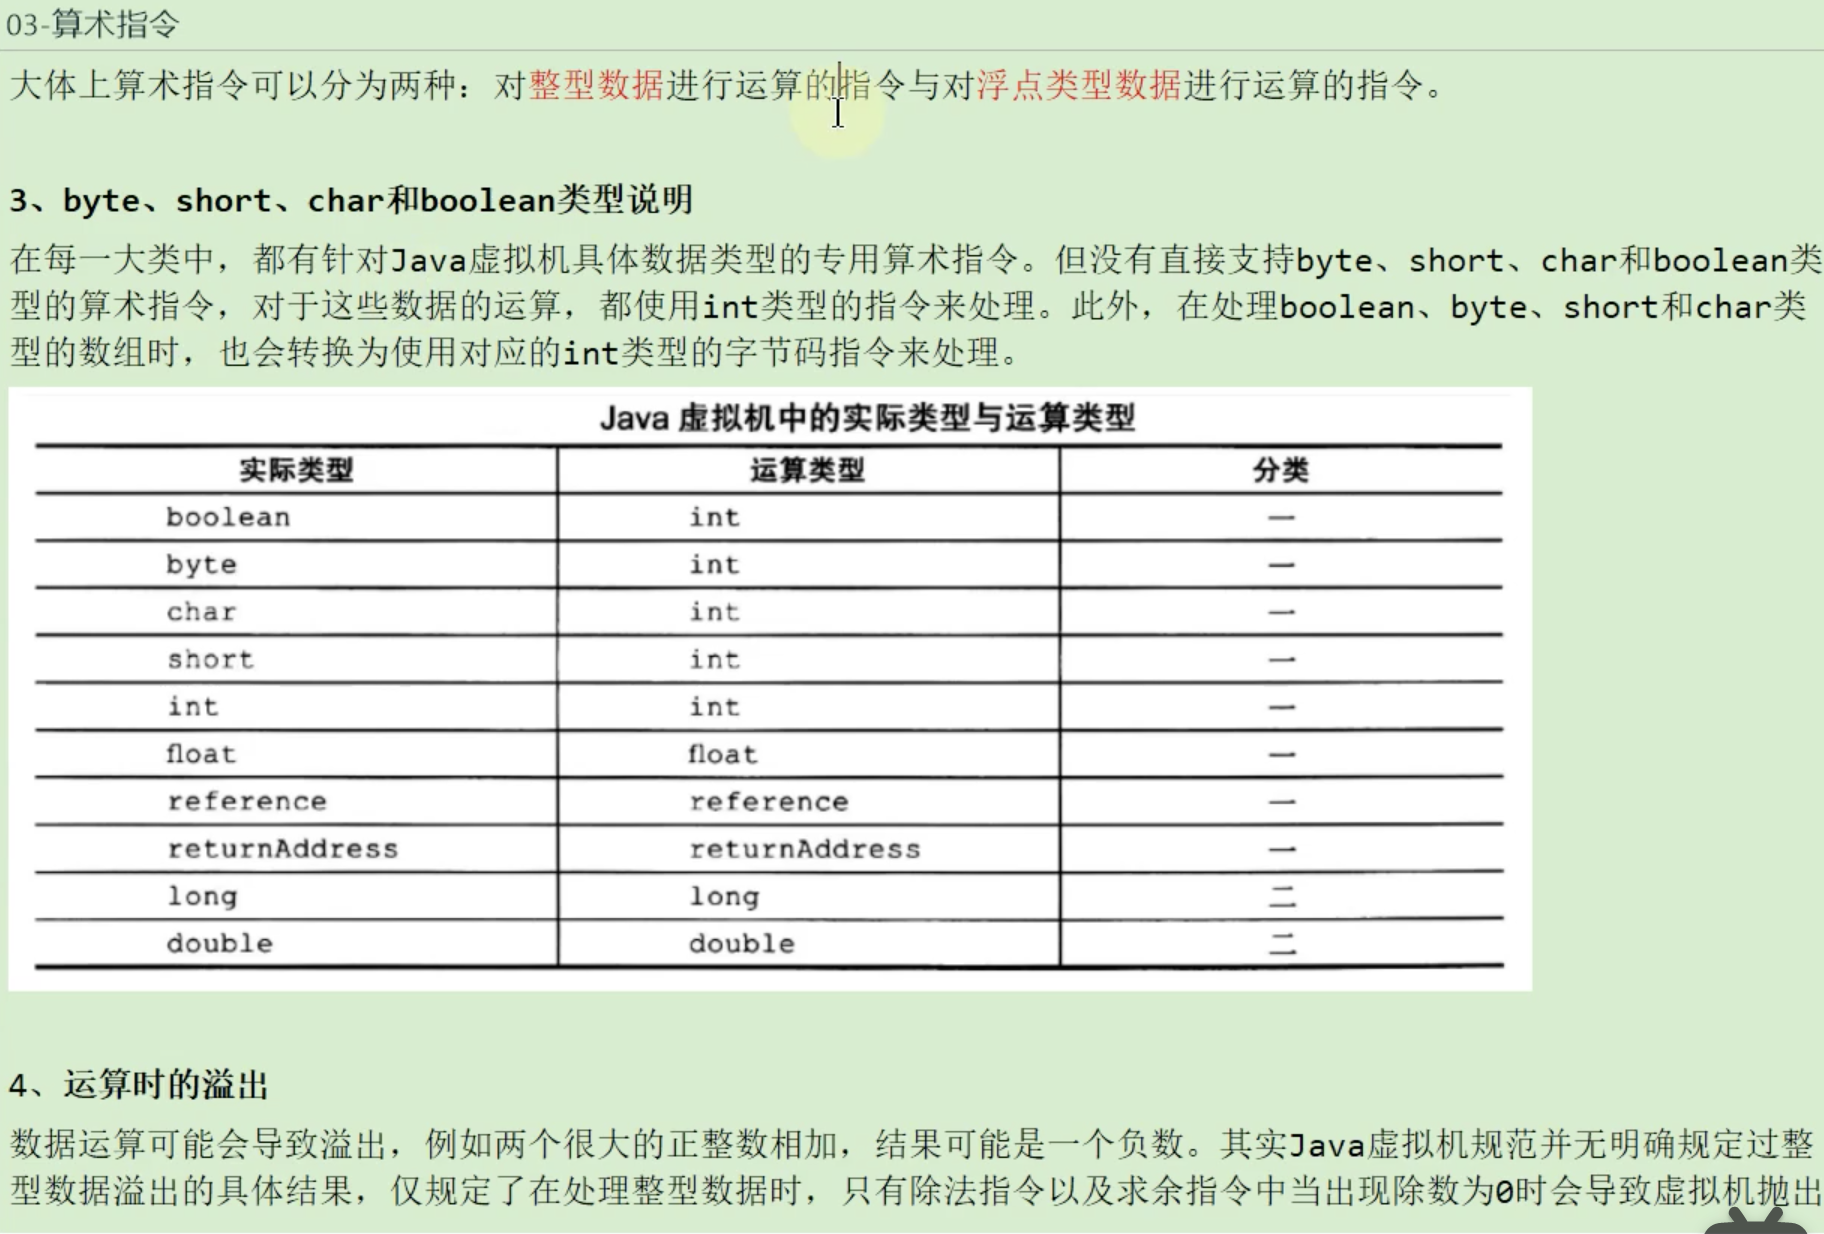 03-算术指令
大体上算术指令可以分为两种：对整型数据进行运算的指令与对浮点类型数据进行运算的指令。
3、byte、short、char和boolean类型说明
在每一大类中，都有针对Java虚拟机具体数据类型的专用算术指令。但没有直接支持byte、short、char和boolean类
型的算术指令，对于这些数据的运算，都使用int类型的指令来处理。此外，在处理boolean、byte、short和char类
型的数组时，也会转换为使用对应的int类型的字节码指令来处理。
Java 虚拟机中的实际类型与运算类型
实际类型 运算类型 分类
boolean int 一
byte int 一
char int 一
short int 一
int int 一
float float 一
reference reference 一
returnAddress returnAddress 一
long long 二
double double 二
4、运算时的溢出
数据运算可能会导致溢出，例如两个很大的正整数相加，结果可能是一个负数。其实Java虚拟机规范并无明确规定过整
型数据溢出的具体结果，仅规定了在处理整型数据时，只有除法指令以及求余指令中当出现除数为0时会导致虚拟机抛出